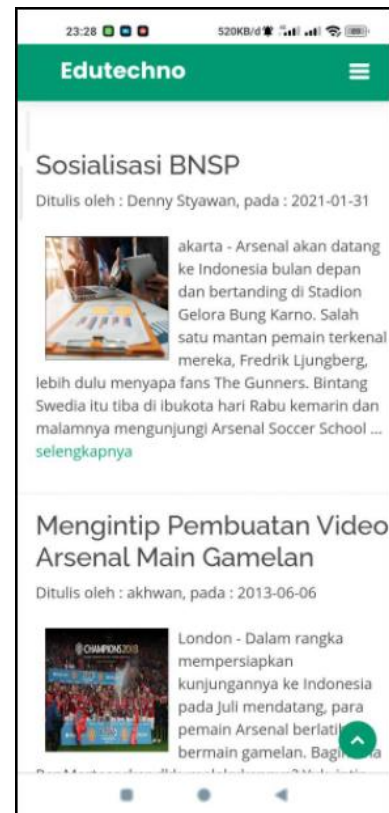 23:28 520KB/d
Edutechno
Sosialisasi BNSP
Ditulis oleh : Denny Styawan, pada : 2021-01-31
akarta - Arsenal akan datang
ke Indonesia bulan depan
dan bertanding di Stadion
Gelora Bung Karno. Salah
satu mantan pemain terkenal
mereka, Fredrik Ljungberg,
lebih dulu menyapa fans The Gunners. Bintang
Swedia itu tiba di ibukota hari Rabu kemarin dan
malamnya mengunjungi Arsenal Soccer School ...
selengkapnya
Mengintip Pembuatan Video
Arsenal Main Gamelan
Ditulis oleh : akhwan, pada : 2013-06-06
CHAMPIONS
London - Dalam rangka
mempersiapkan
kunjungannya ke Indonesia
pada Juli mendatang, para
pemain Arsenal
bermain gamelan.